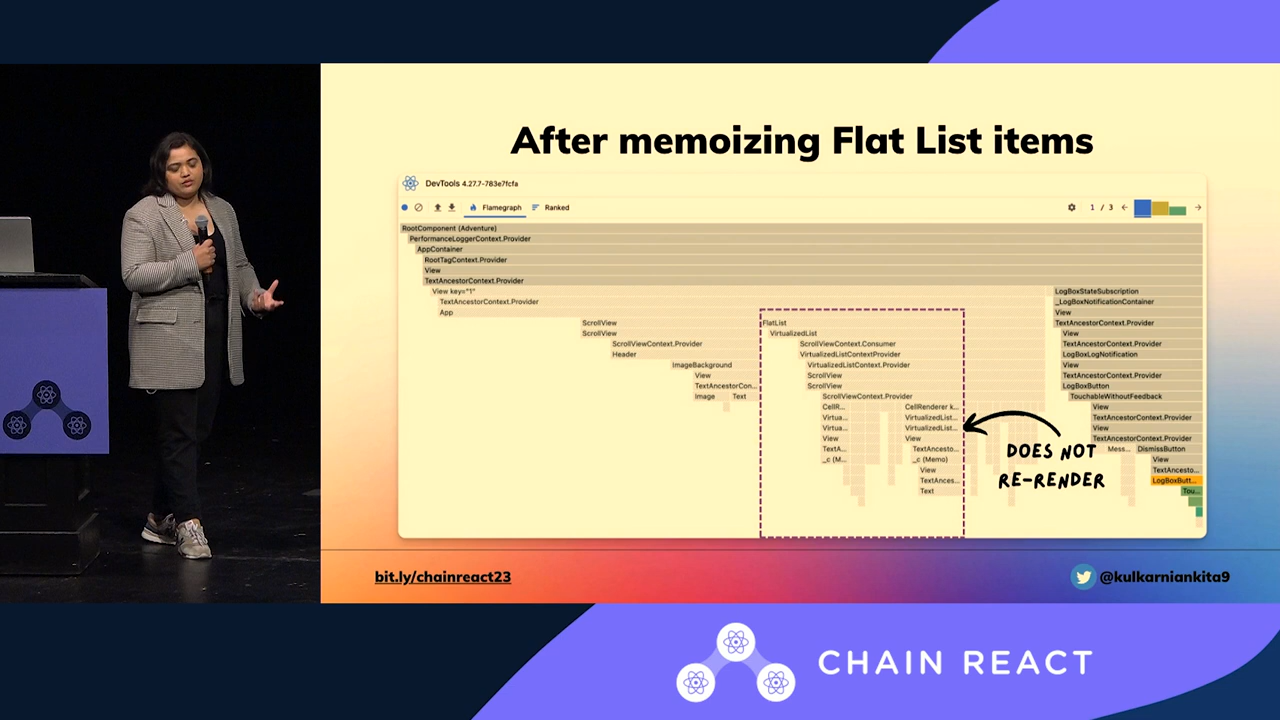 After memoizing Flat List items
DevTools 4.27.7-783e7fcfa
Flamegraph Ranked 1 / 3
RootComponent (Adventure)
PerformanceLoggerContext.Provider
AppContainer
RootTagContext.Provider
View
TextAncestorContext.Provider
View key="1" LogBoxStateSubscription
TextAncestorContext.Provider _LogBoxNotificationContainer
App View
ScrollView FlatList TextAncestorContext.Provider
ScrollView VirtualizedList View
ScrollViewContext.Provider ScrollViewContext.Consumer TextAncestorContext.Provider
Header VirtualizedListContextProvider LogBoxLogNotification
ImageBackground VirtualizedListContext.Provider View
View ScrollView TextAncestorContext.Provider
TextAncestorCon... ScrollView LogBoxButton
Image Text ScrollViewContext.Provider TouchableWithoutFeedback
CellR... CellRenderer k... View
Virtua... VirtualizedList... TextAncestorContext.Provider
Virtua... VirtualizedList... View
View View TextAncestorContext.Provider
TextA... TextAncesto... Mess... DismissButton
_c (M... _c (Memo) View
View TextAncesto...
TextAnces... LogBoxButt...
Text Tou...
DOES NOT
RE-RENDER
bit.ly/chainreact23 @kulkarniankita9
CHAIN REACT